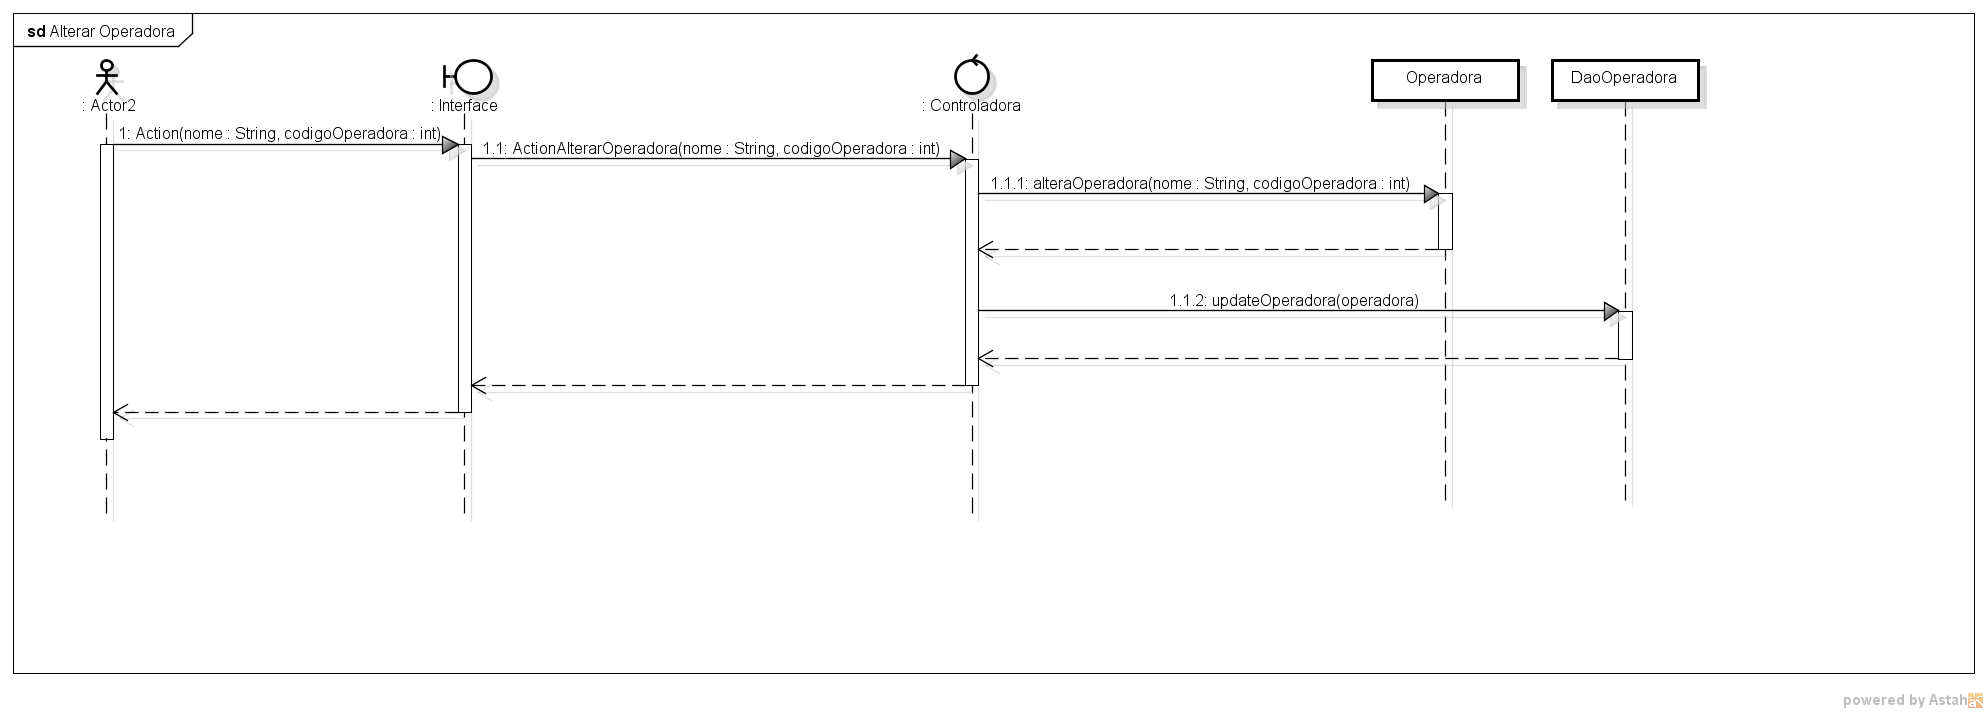 sd Alterar Operadora
: Actor2
: Interface
: Controladora
Operadora
DaoOperadora
1: Action(nome : String, codigoOperadora : int)
1.1: ActionAlterarOperadora(nome : String, codigoOperadora : int)
1.1.1: alteraOperadora(nome : String, codigoOperadora : int)
1.1.2: updateOperadora(operadora)
powered by Astah